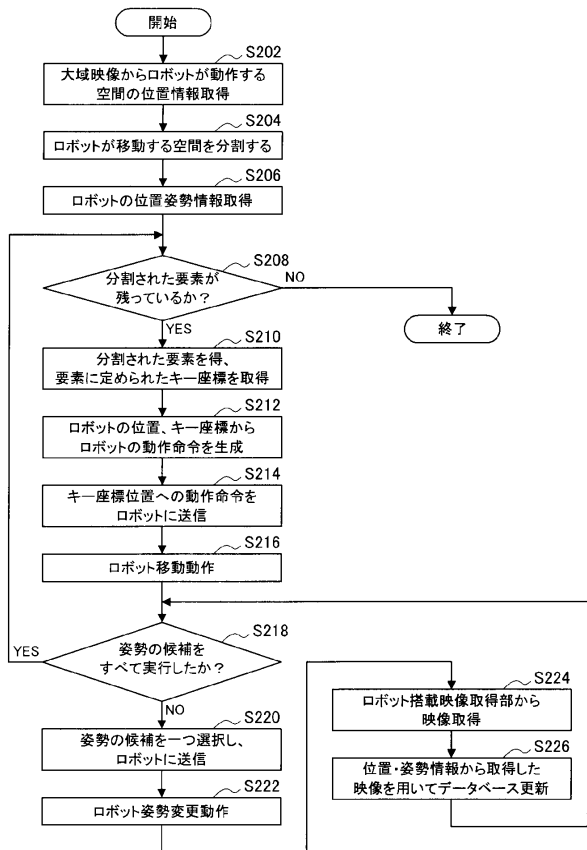 開始
S202
大域映像からロボットが動作する
空間の位置情報取得
S204
ロボットが移動する空間を分割する
S206
ロボットの位置姿勢情報取得
S208
分割された要素が
残っているか？
NO
終了
YES
S210
分割された要素を得、
要素に定められたキー座標を取得
S212
ロボットの位置、キー座標から
ロボットの動作命令を生成
S214
キー座標位置への動作命令を
ロボットに送信
S216
ロボット移動動作
S218
姿勢の候補を
すべて実行したか？
YES
NO
S220
姿勢の候補を一つ選択し、
ロボットに送信
S222
ロボット姿勢変更動作
S224
ロボット搭載映像取得部から
映像取得
S226
位置・姿勢情報から取得した
映像を用いてデータベース更新